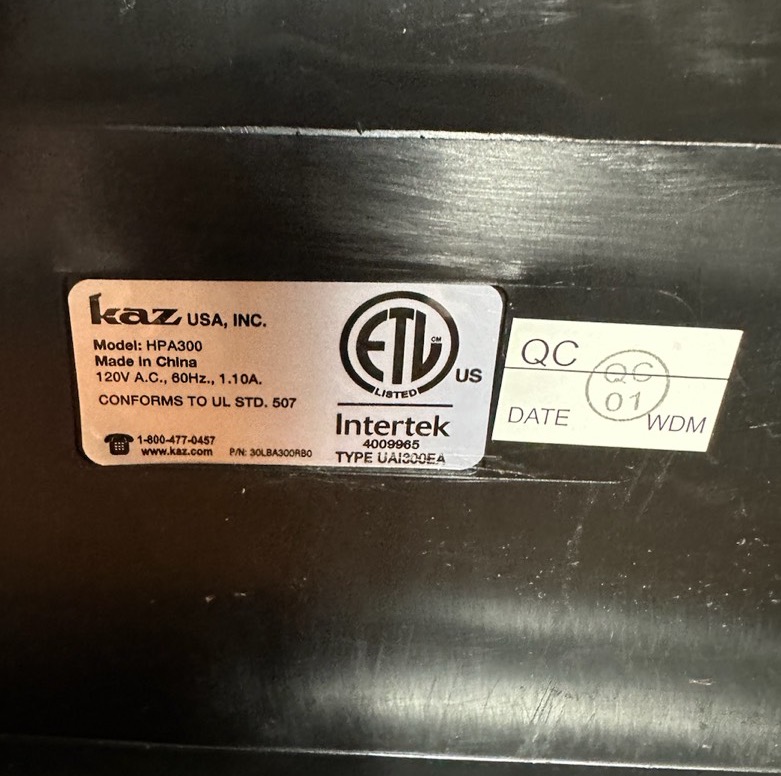 kaz USA, INC.
Model: HPA300
Made in China
120V A.C., 60Hz., 1.10A.
CONFORMS TO UL STD. 507
1-800-477-0457
www.kaz.com P/N: 30LBA300RB0
ETL CM
LISTED
US
Intertek
4009965
TYPE UAI300EA
QC
QC
01
DATE WDM